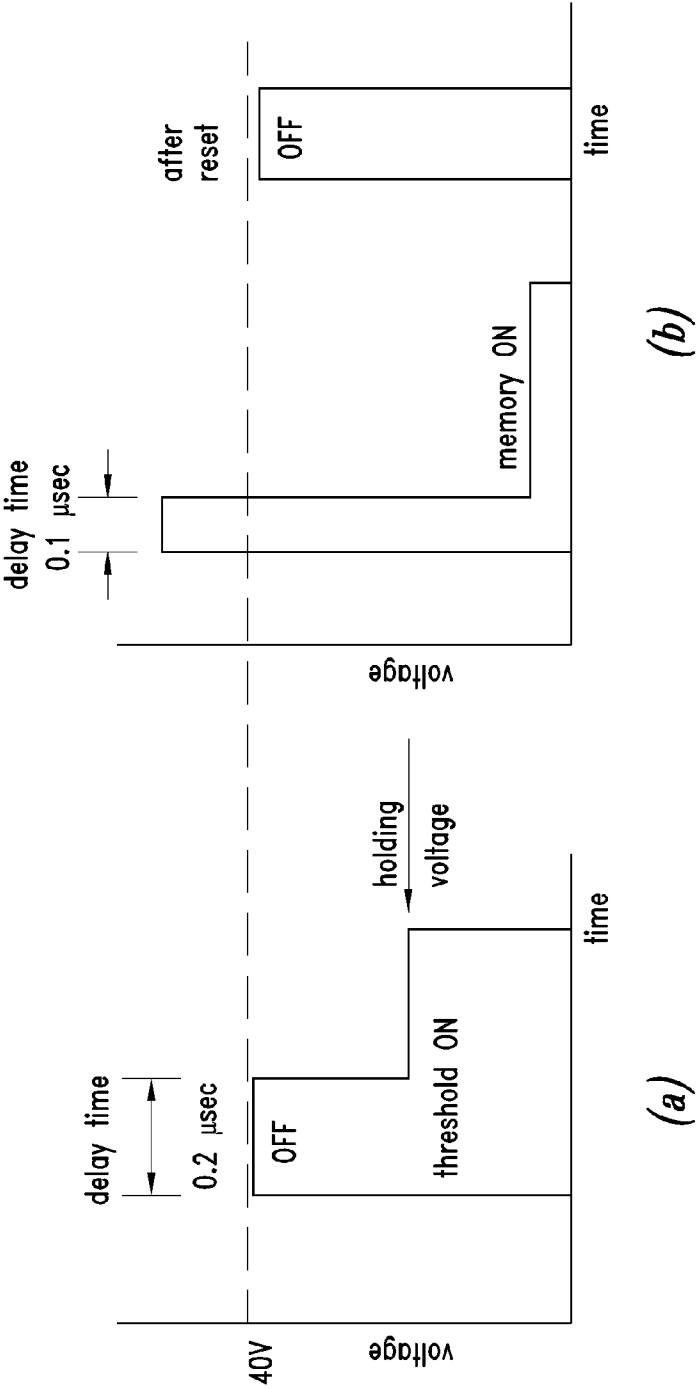 delay time
0.2 μsec
40V
OFF
threshold ON
holding
voltage
voltage
time
(a)
delay time
0.1 μsec
after
reset
OFF
memory ON
voltage
time
(b)